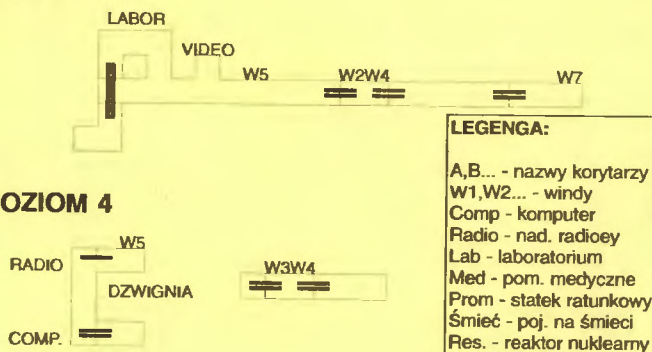 LABOR
VIDEO
W5 W2W4 W7
OZIOM 4
RADIO W5
DZWIGNIA
W3W4
COMP.
LEGENGA:
A,B... - nazwy korytarzy
W1,W2... - windy
Comp - komputer
Radio - nad. radioey
Lab - laboratorium
Med - pom. medyczne
Prom - statek ratunkowy
Śmieć - poj. na śmieci
Res. - reaktor nuklearny